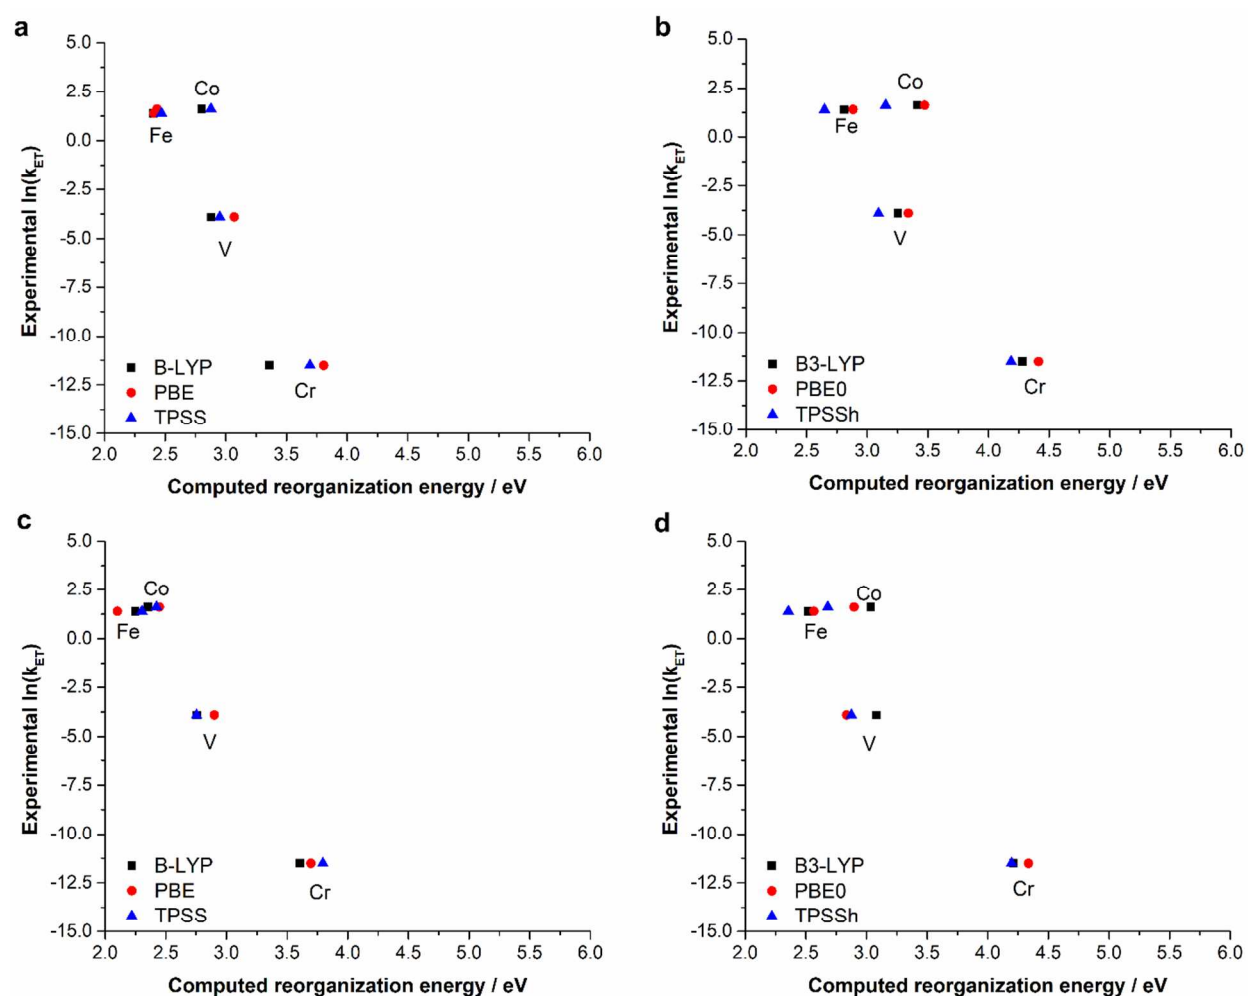 a
5.0
2.5
0.0
-2.5
-5.0
-7.5
-10.0
-12.5
-15.0
Experimental ln(kET)
Co
Fe
V
Cr
B-LYP
PBE
TPSS
2.0 2.5 3.0 3.5 4.0 4.5 5.0 5.5 6.0
Computed reorganization energy / eV
b
5.0
2.5
0.0
-2.5
-5.0
-7.5
-10.0
-12.5
-15.0
Experimental ln(kET)
Co
Fe
V
Cr
B3-LYP
PBE0
TPSSh
2.0 2.5 3.0 3.5 4.0 4.5 5.0 5.5 6.0
Computed reorganization energy / eV
c
5.0
2.5
0.0
-2.5
-5.0
-7.5
-10.0
-12.5
-15.0
Experimental ln(kET)
Co
Fe
V
Cr
B-LYP
PBE
TPSS
2.0 2.5 3.0 3.5 4.0 4.5 5.0 5.5 6.0
Computed reorganization energy / eV
d
5.0
2.5
0.0
-2.5
-5.0
-7.5
-10.0
-12.5
-15.0
Experimental ln(kET)
Co
Fe
V
Cr
B3-LYP
PBE0
TPSSh
2.0 2.5 3.0 3.5 4.0 4.5 5.0 5.5 6.0
Computed reorganization energy / eV